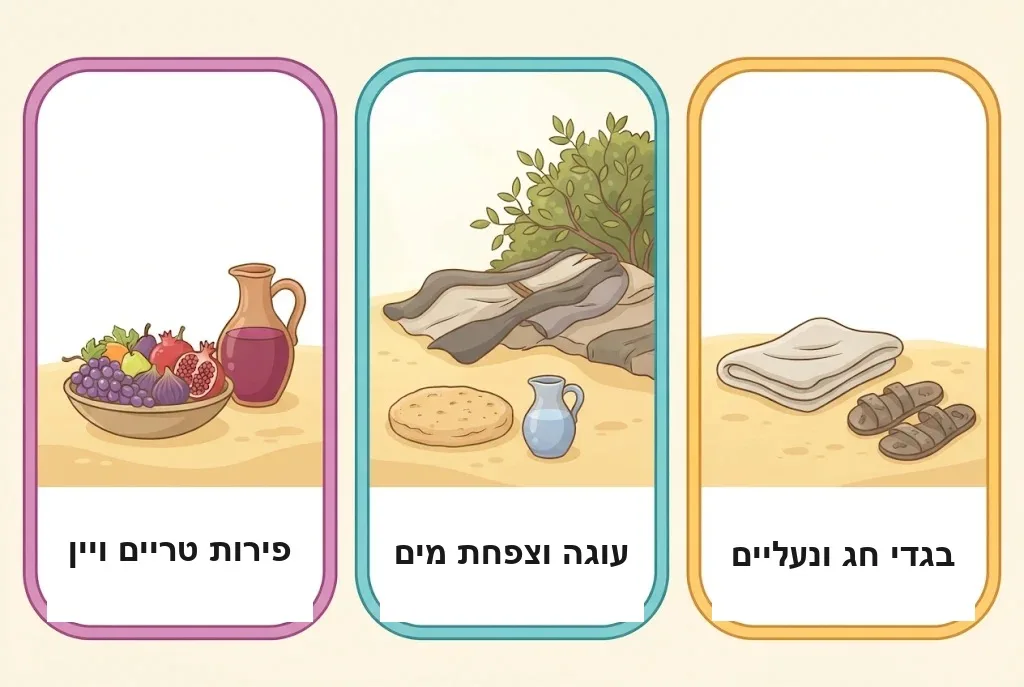 בגדי חג ונעליים
עוגה וצפחת מים
פירות טריים ויין